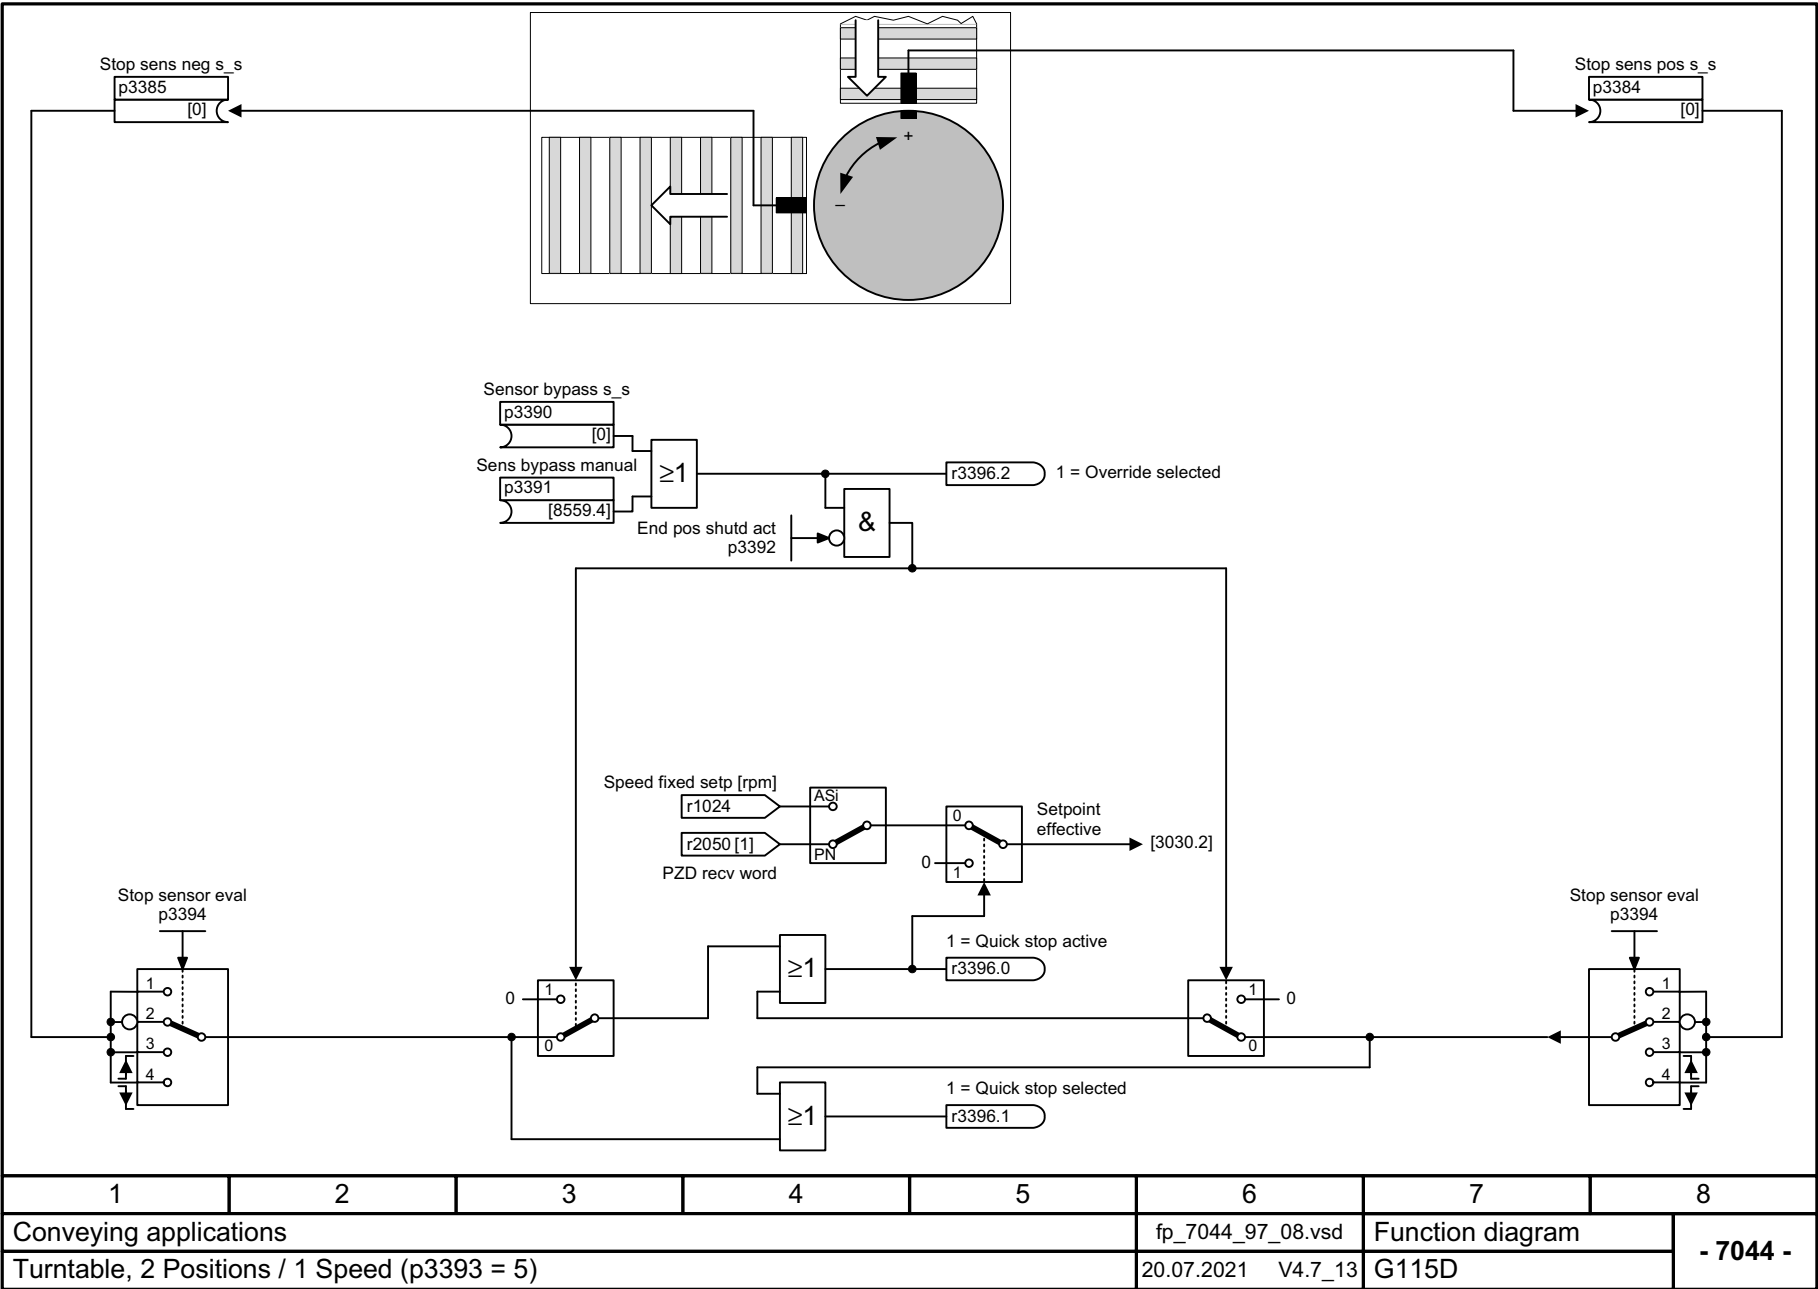 Stop sens neg s_s
p3385
[0]
Stop sens pos s_s
p3384
[0]
+
–
Sensor bypass s_s
p3390
[0]
Sens bypass manual
p3391
[8559.4]
≥1
r3396.2
1 = Override selected
End pos shutd act
p3392
&
Speed fixed setp [rpm]
r1024
r2050 [1]
PZD recv word
ASi
PN
0
0
1
Setpoint
effective
[3030.2]
Stop sensor eval
p3394
1
2
3
4
0
1
0
≥1
1 = Quick stop active
r3396.0
1
0
0
≥1
1 = Quick stop selected
r3396.1
Stop sensor eval
p3394
1
2
3
4
1 2 3 4 5 6 7 8
Conveying applications
fp_7044_97_08.vsd
Function diagram
- 7044 -
Turntable, 2 Positions / 1 Speed (p3393 = 5)
20.07.2021 V4.7_13
G115D